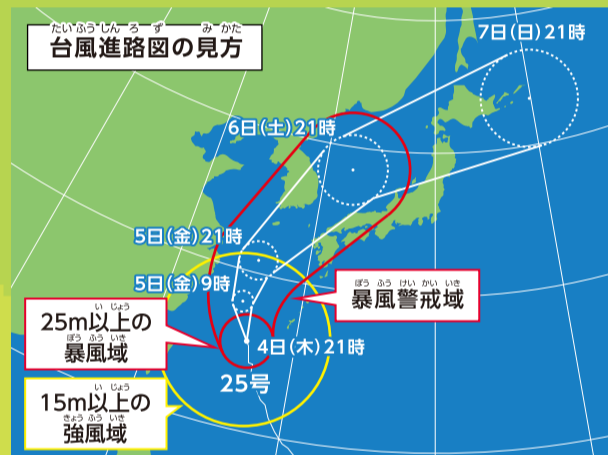 たいふうしんろず みかた
台風進路図の見方
7日(日)21時
6日(土)21時
5日(金)21時
5日(金)9時
ぼうふうけいかいいき
暴風警戒域
いじょう
25m以上の
ぼうふういき
暴風域
4日(木)21時
25号
いじょう
15m以上の
きょうふういき
強風域